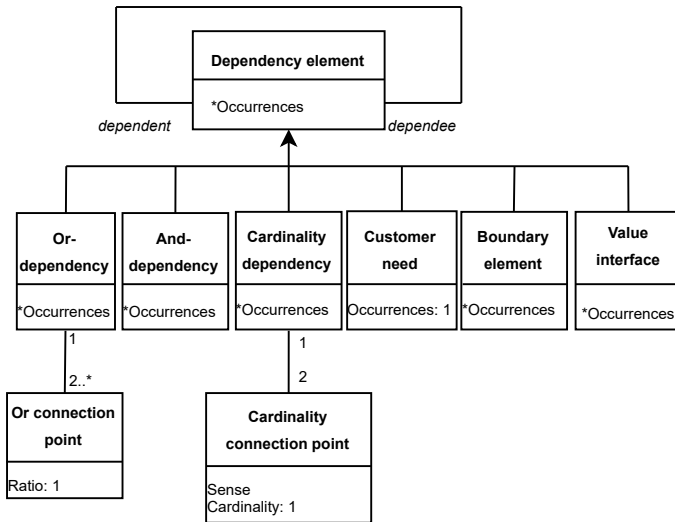 Dependency element
*Occurrences
dependent
dependee
Or-
dependency
*Occurrences
And-
dependency
*Occurrences
Cardinality
dependency
*Occurrences
Customer
need
Occurrences: 1
Boundary
element
*Occurrences
Value
interface
*Occurrences
1
2..*
1
2
Or connection
point
Ratio: 1
Cardinality
connection point
Sense
Cardinality: 1